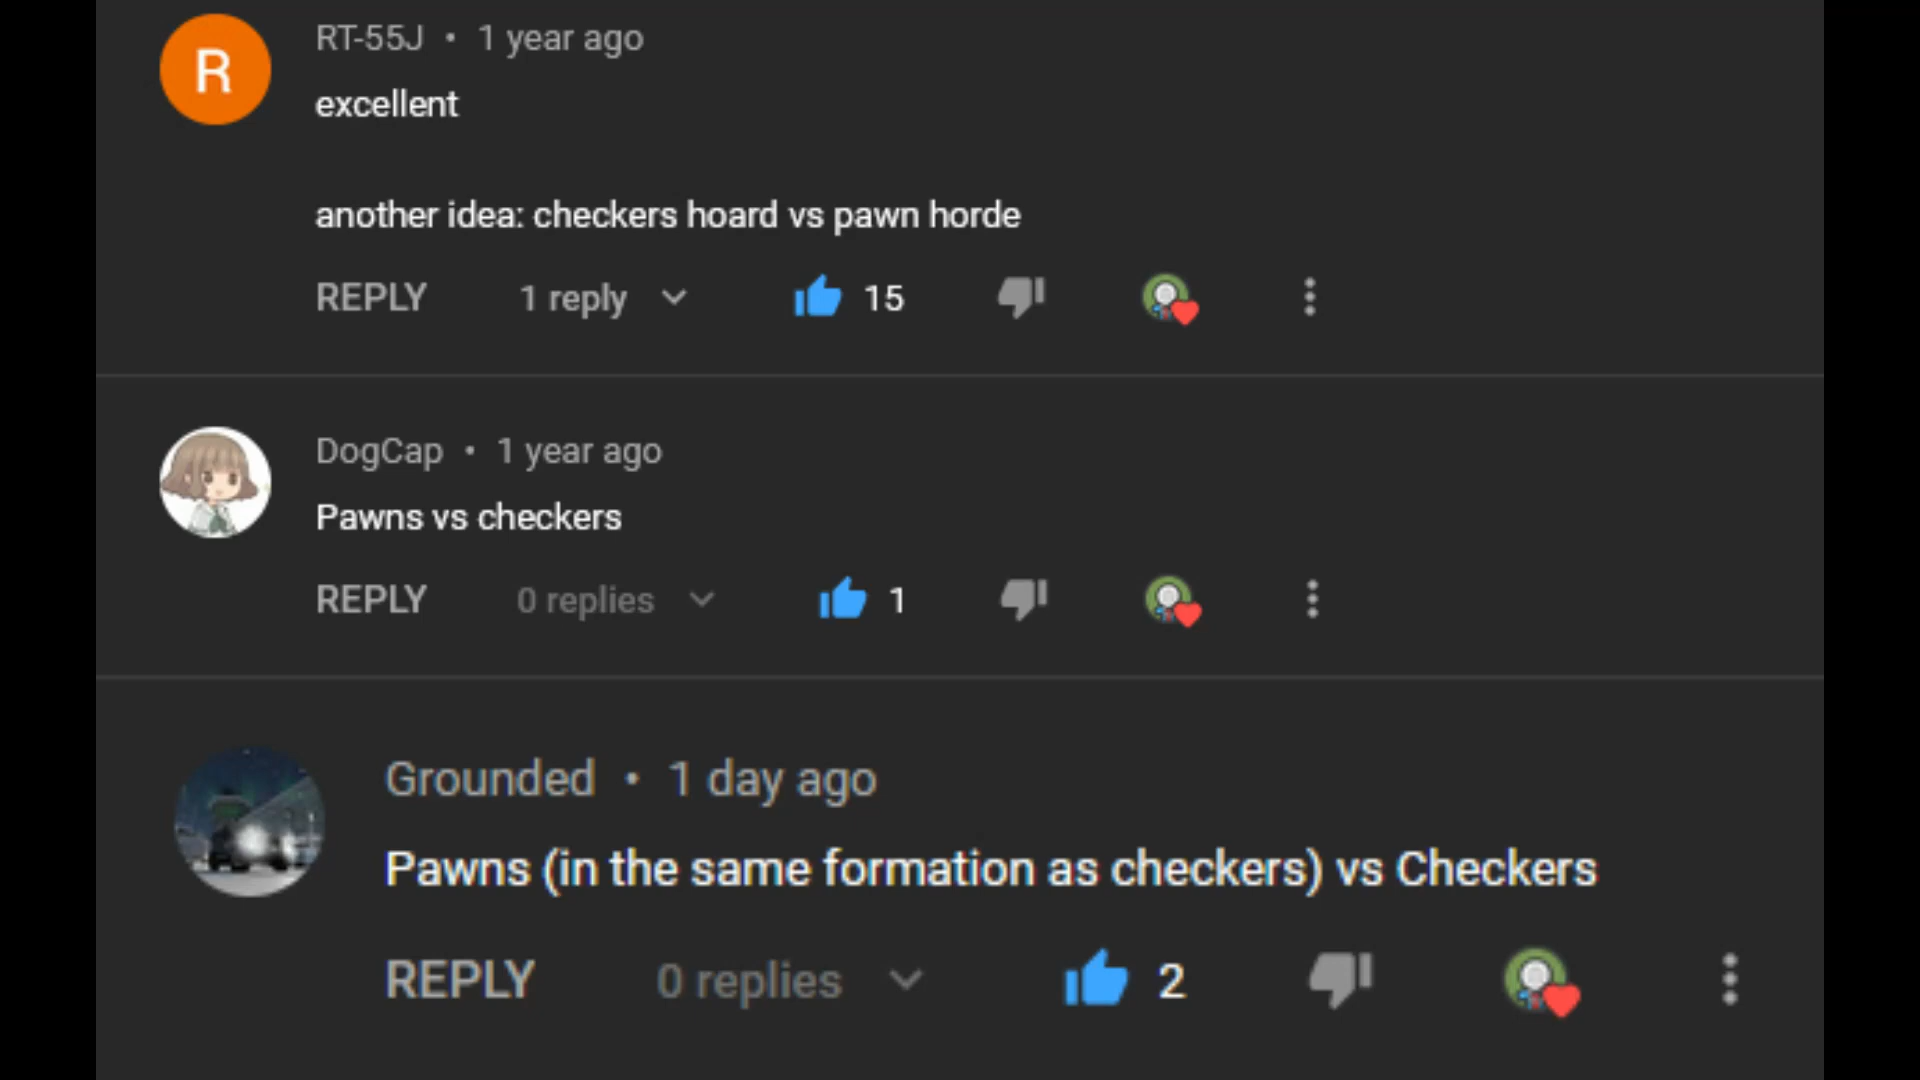 R
RT-55J • 1 year ago
excellent
another idea: checkers hoard vs pawn horde
REPLY 1 reply 15
DogCap • 1 year ago
Pawns vs checkers
REPLY 0 replies 1
Grounded • 1 day ago
Pawns (in the same formation as checkers) vs Checkers
REPLY 0 replies 2